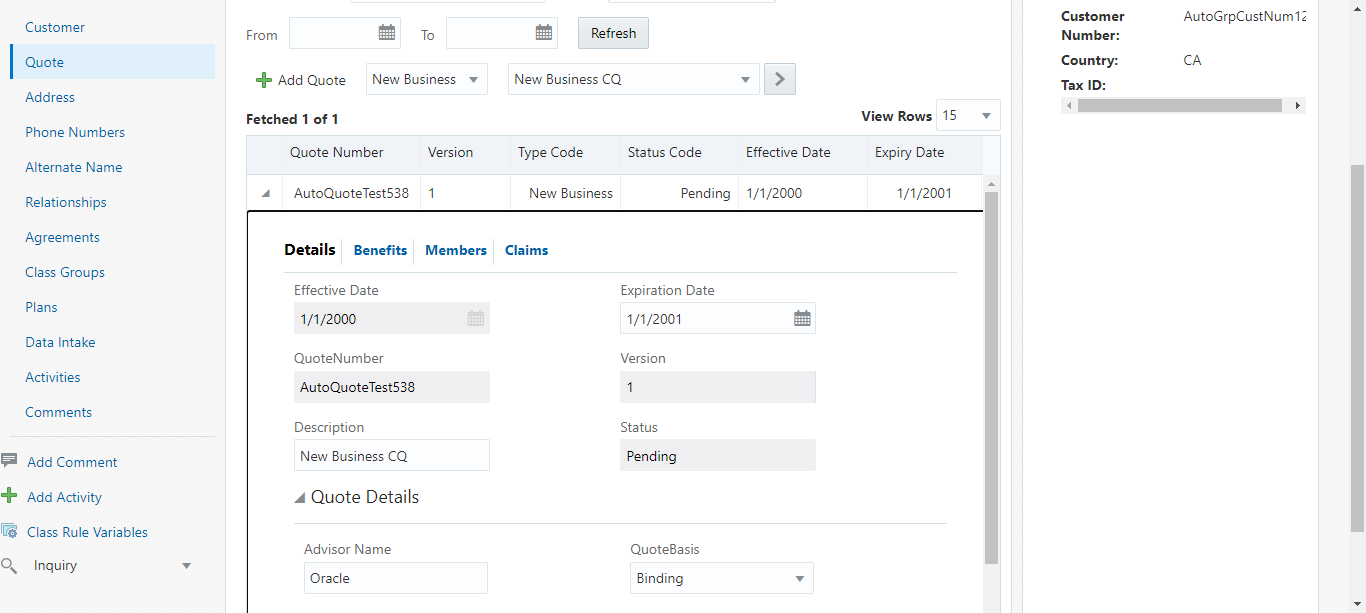 Customer
Quote
Address
Phone Numbers
Alternate Name
Relationships
Agreements
Class Groups
Plans
Data Intake
Activities
Comments
Add Comment
Add Activity
Class Rule Variables
Inquiry
From To Refresh
Add Quote New Business New Business CQ
Fetched 1 of 1 View Rows 15
Quote Number Version Type Code Status Code Effective Date Expiry Date
AutoQuoteTest538 1 New Business Pending 1/1/2000 1/1/2001
Details Benefits Members Claims
Effective Date Expiration Date
1/1/2000 1/1/2001
QuoteNumber Version
AutoQuoteTest538 1
Description Status
New Business CQ Pending
Quote Details
Advisor Name QuoteBasis
Oracle Binding
Customer AutoGrpCustNum12
Number:
Country: CA
Tax ID: